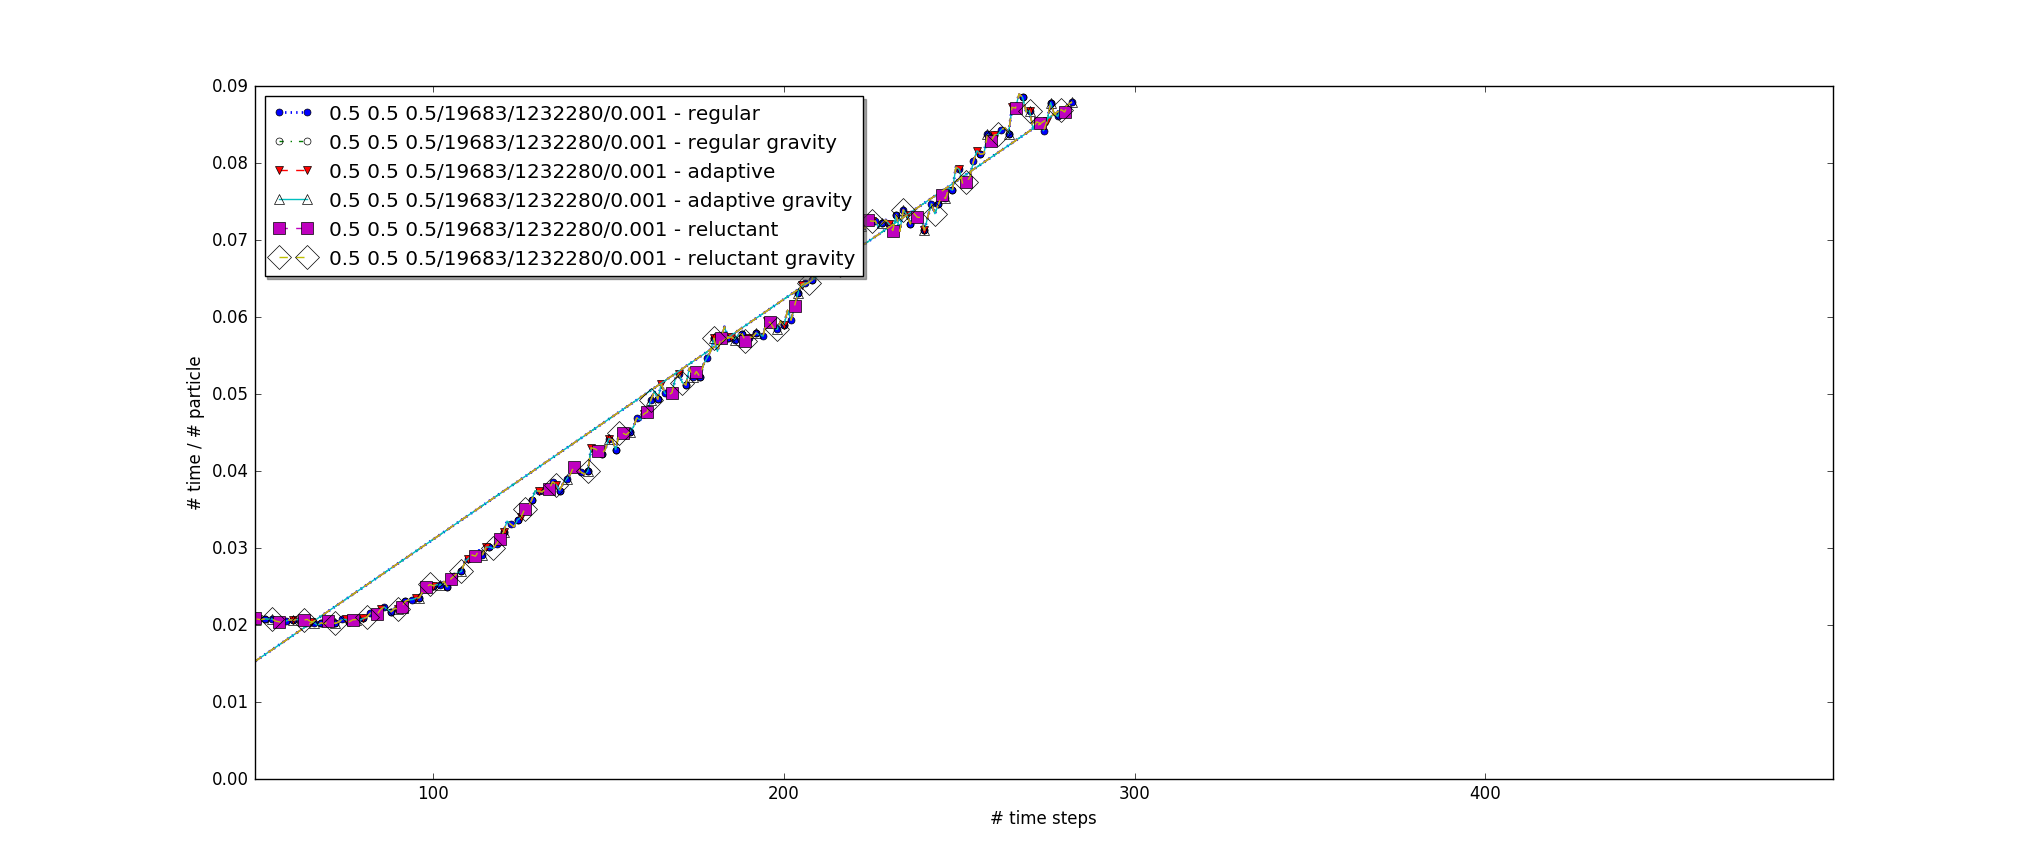 0.09
0.08
0.07
0.06
0.05
0.04
0.03
0.02
0.01
0.00
# time / # particle
0.5 0.5 0.5/19683/1232280/0.001 - regular
0.5 0.5 0.5/19683/1232280/0.001 - regular gravity
0.5 0.5 0.5/19683/1232280/0.001 - adaptive
0.5 0.5 0.5/19683/1232280/0.001 - adaptive gravity
0.5 0.5 0.5/19683/1232280/0.001 - reluctant
0.5 0.5 0.5/19683/1232280/0.001 - reluctant gravity
100 200 300 400
# time steps